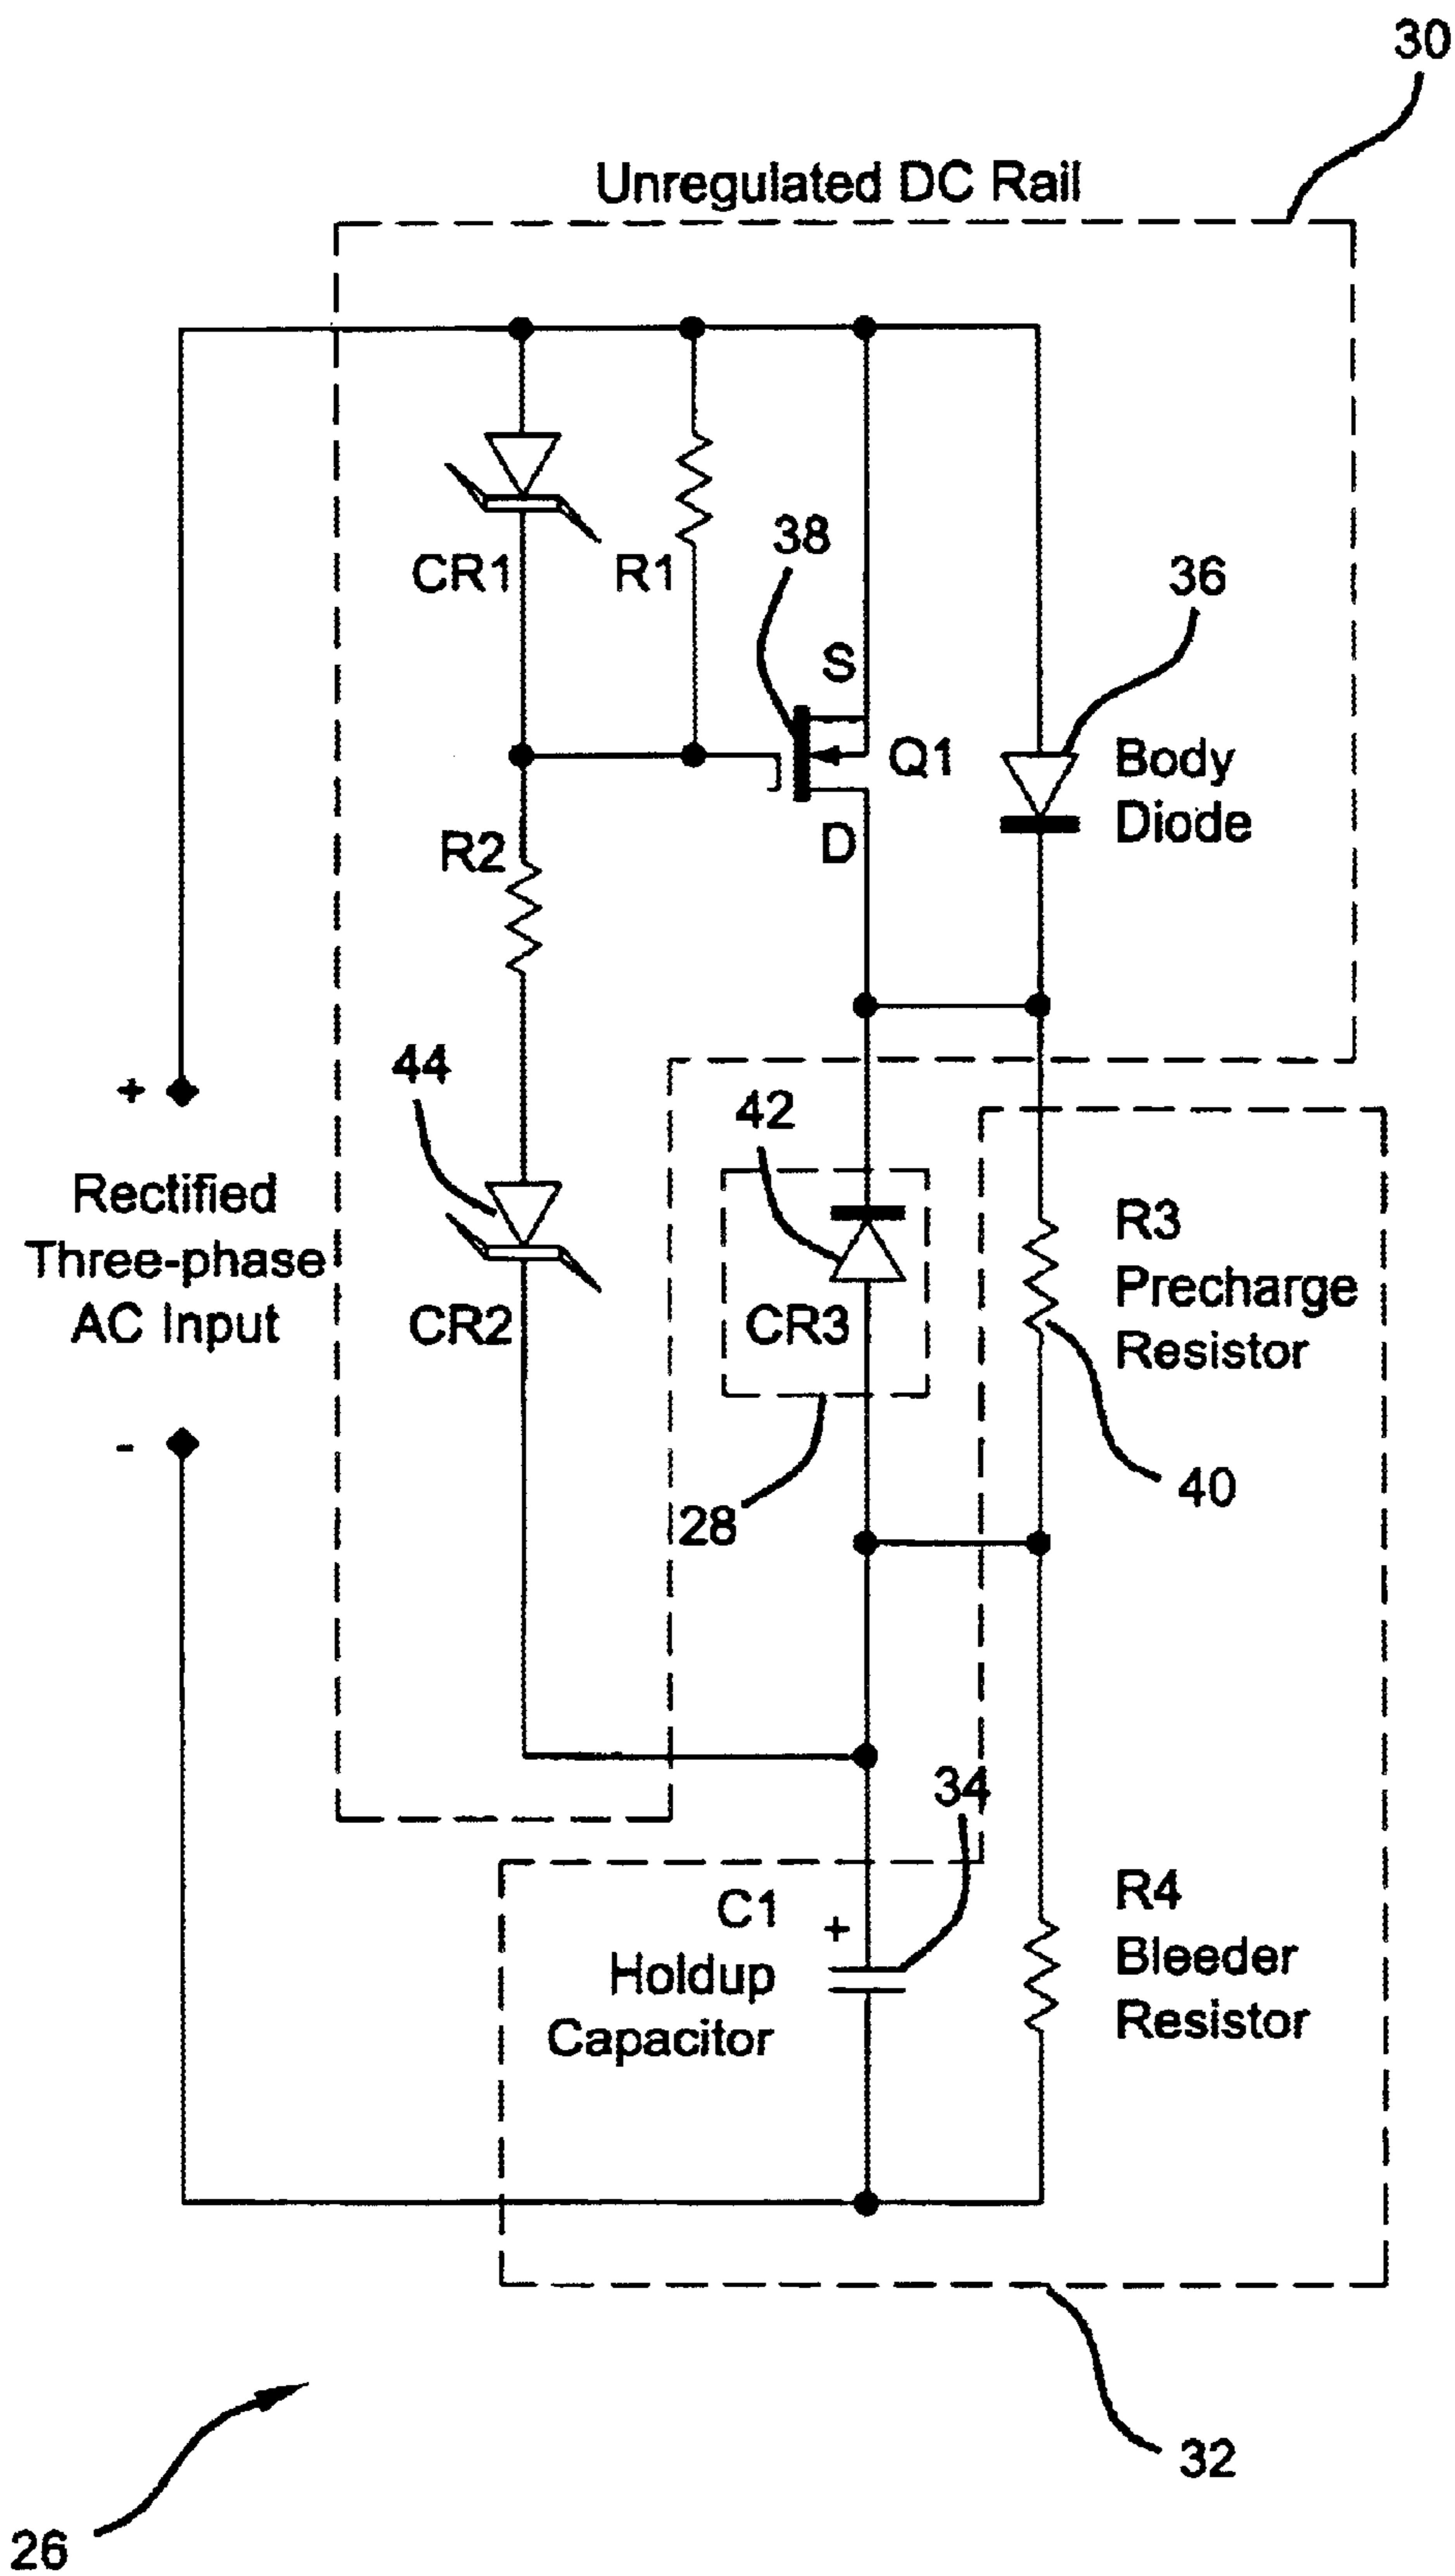 30
Unregulated DC Rail
CR1
R1
38
36
S
Q1
Body
Diode
D
R2
44
42
+
Rectified
Three-phase
AC Input
-
R3
Precharge
Resistor
CR2
CR3
40
28
34
C1
Holdup
Capacitor
+
R4
Bleeder
Resistor
32
26